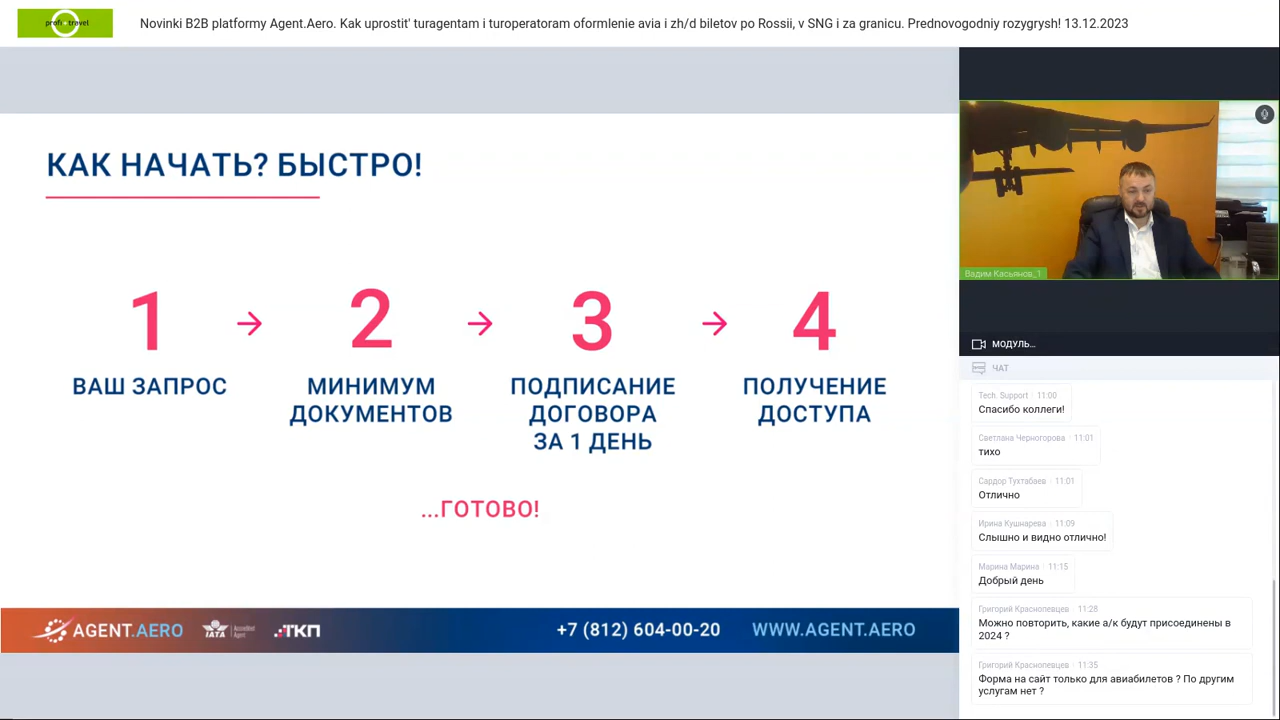 profi travel
Novinki B2B platformy Agent.Aero. Kak uprostit' turagentam i turoperatoram oformlenie avia i zh/d biletov po Rossii, v SNG i za granicu. Prednovogodniy rozygrysh! 13.12.2023
КАК НАЧАТЬ? БЫСТРО!
1
2
3
4
ВАШ ЗАПРОС
МИНИМУМ
ДОКУМЕНТОВ
ПОДПИСАНИЕ
ДОГОВОРА
ЗА 1 ДЕНЬ
ПОЛУЧЕНИЕ
ДОСТУПА
...ГОТОВО!
AGENT.AERO
IATA
Accredited
Agent
ТКП
+7 (812) 604-00-20
WWW.AGENT.AERO
Вадим Касьянов_1
МОДУЛЬ...
ЧАТ
Tech. Support · 11:00
Спасибо коллеги!
Светлана Черногорова · 11:01
тихо
Сардор Тухтабаев · 11:01
Отлично
Ирина Кушнарева · 11:09
Слышно и видно отлично!
Марина Марина · 11:15
Добрый день
Григорий Краснопевцев · 11:28
Можно повторить, какие а/к будут присоединены в
2024 ?
Григорий Краснопевцев · 11:35
Форма на сайт только для авиабилетов ? По другим
услугам нет ?